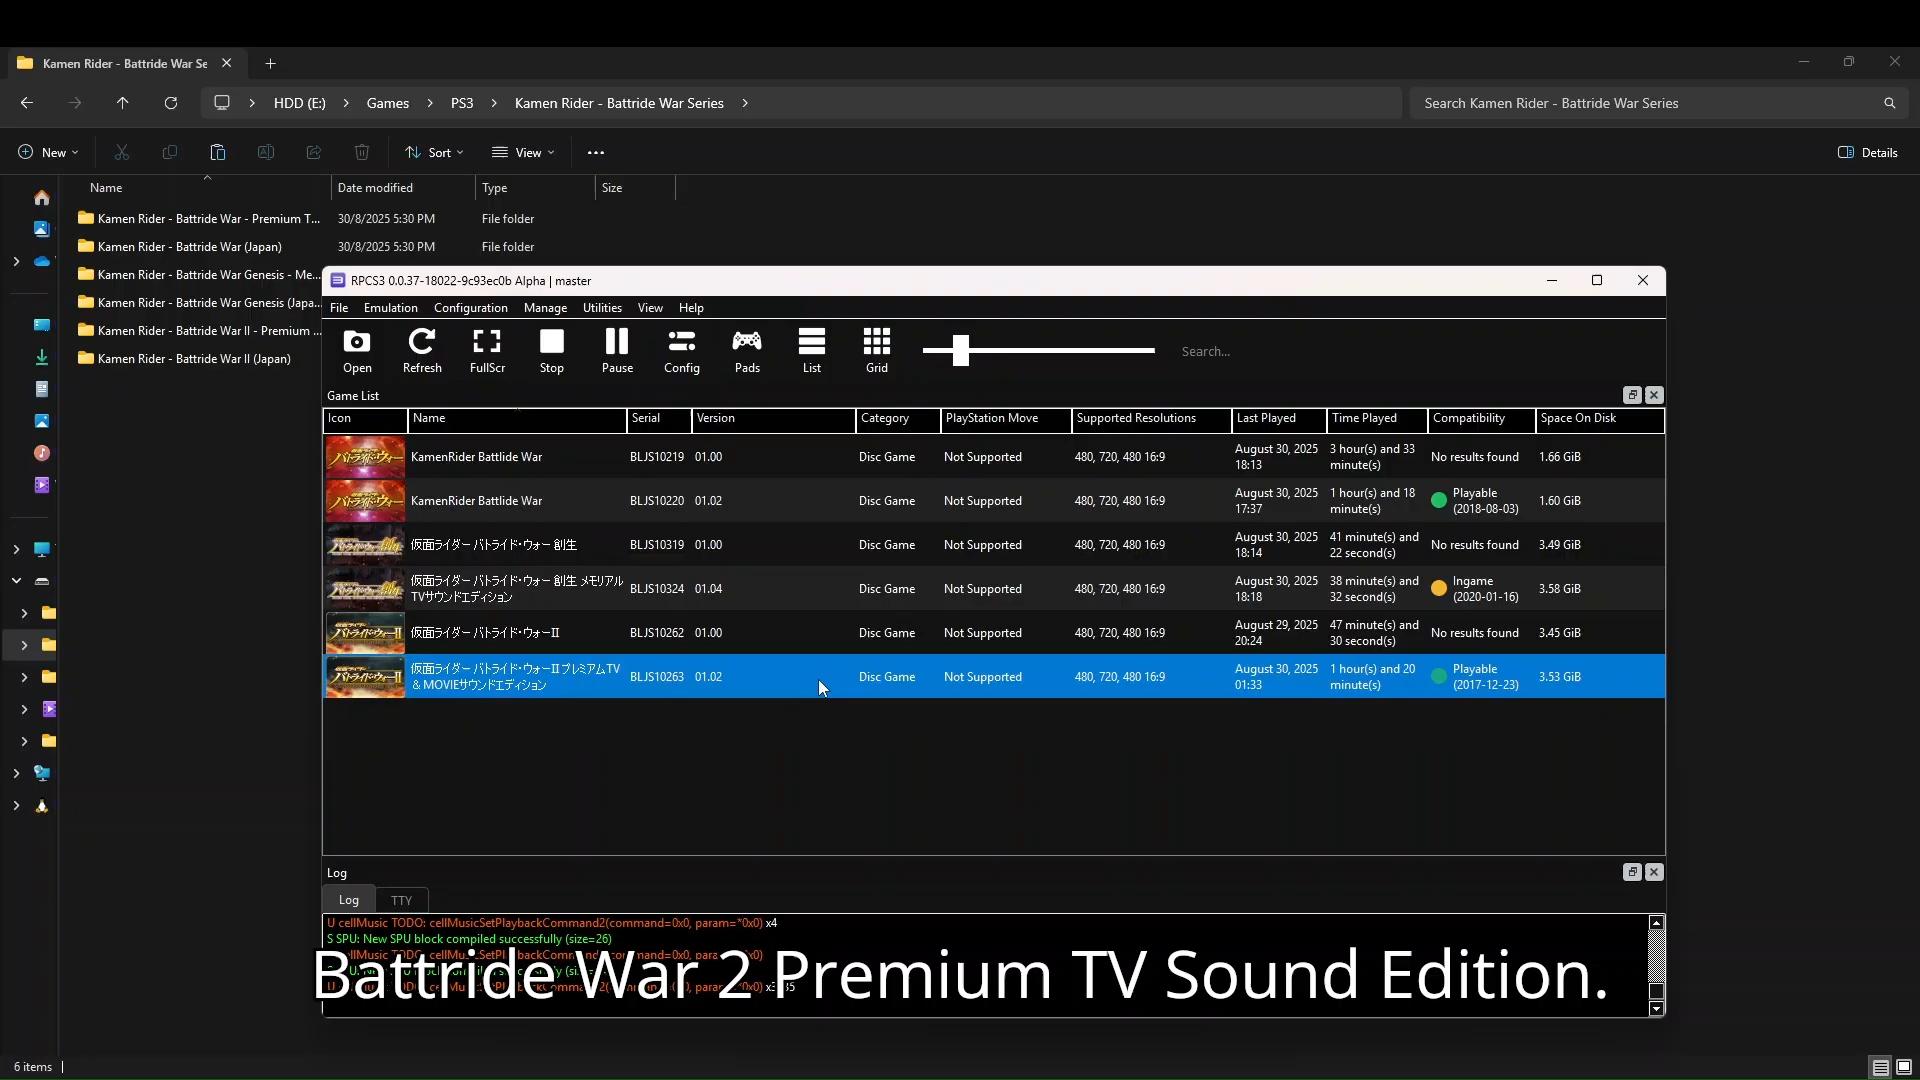 Kamen Rider - Battride War Se
HDD (E:) Games PS3 Kamen Rider - Battride War Series
Search Kamen Rider - Battride War Series
New Sort View ••• Details
Name Date modified Type Size
Kamen Rider - Battride War - Premium T... 30/8/2025 5:30 PM File folder
Kamen Rider - Battride War (Japan) 30/8/2025 5:30 PM File folder
Kamen Rider - Battride War Genesis - Me...
Kamen Rider - Battride War Genesis (Japa...
Kamen Rider - Battride War II - Premium ...
Kamen Rider - Battride War II (Japan)
RPCS3 0.0.37-18022-9c93ec0b Alpha | master
File Emulation Configuration Manage Utilities View Help
Open Refresh FullScr Stop Pause Config Pads List Grid Search...
Game List
Icon Name Serial Version Category PlayStation Move Supported Resolutions Last Played Time Played Compatibility Space On Disk
KamenRider Battlide War BLJS10219 01.00 Disc Game Not Supported 480, 720, 480 16:9 August 30, 2025 18:13 3 hour(s) and 33 minute(s) No results found 1.66 GiB
KamenRider Battlide War BLJS10220 01.02 Disc Game Not Supported 480, 720, 480 16:9 August 30, 2025 17:37 1 hour(s) and 18 minute(s) Playable (2018-08-03) 1.60 GiB
仮面ライダー バトライド・ウォー 創生 BLJS10319 01.00 Disc Game Not Supported 480, 720, 480 16:9 August 30, 2025 18:14 41 minute(s) and 22 second(s) No results found 3.49 GiB
仮面ライダー バトライド・ウォー 創生 メモリアルTVサウンドエディション BLJS10324 01.04 Disc Game Not Supported 480, 720, 480 16:9 August 30, 2025 18:18 38 minute(s) and 32 second(s) Ingame (2020-01-16) 3.58 GiB
仮面ライダー バトライド・ウォーII BLJS10262 01.00 Disc Game Not Supported 480, 720, 480 16:9 August 29, 2025 20:24 47 minute(s) and 30 second(s) No results found 3.45 GiB
仮面ライダー バトライド・ウォーII プレミアムTV & MOVIEサウンドエディション BLJS10263 01.02 Disc Game Not Supported 480, 720, 480 16:9 August 30, 2025 01:33 1 hour(s) and 20 minute(s) Playable (2017-12-23) 3.53 GiB
Log
Log TTY
U cellMusic TODO: cellMusicSetPlaybackCommand2(command=0x0, param=*0x0) x4
S SPU: New SPU block compiled successfully (size=26)
Battride War 2 Premium TV Sound Edition.
6 items